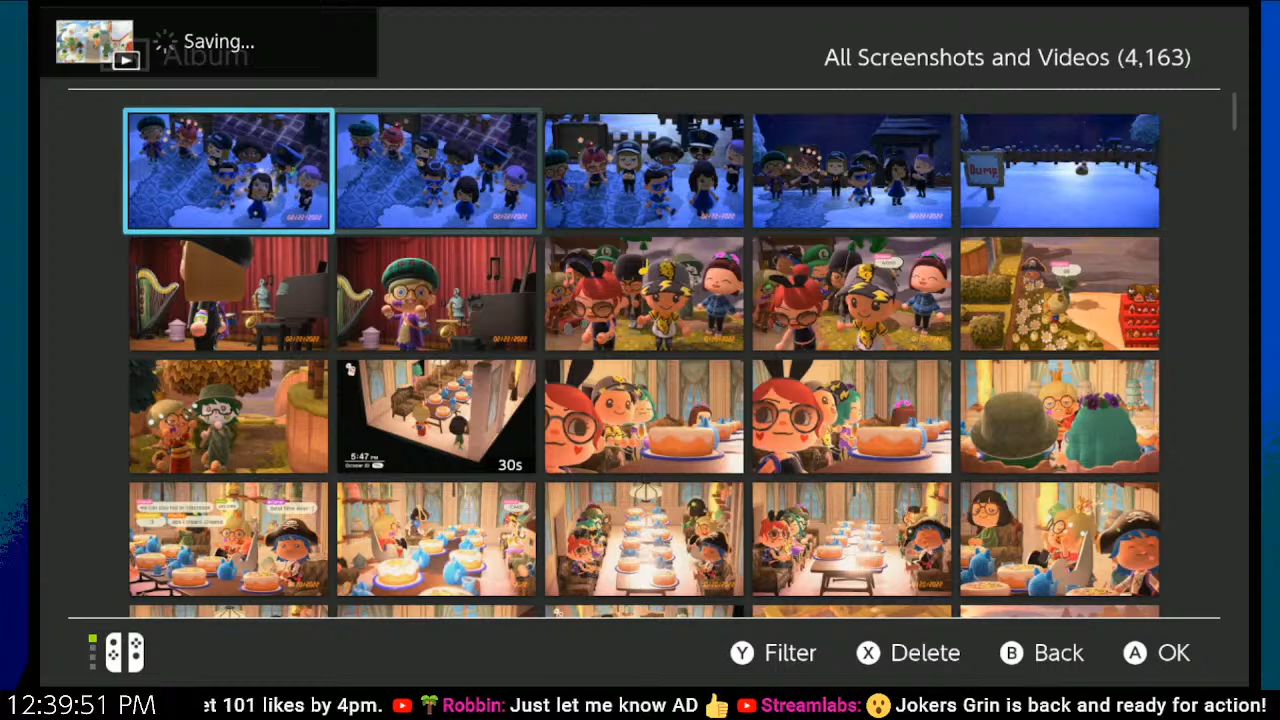 Saving...
Album
All Screenshots and Videos (4,163)
Bump
5:47 PM
30s
Y Filter
X Delete
B Back
A OK
12:39:51 PM
et 101 likes by 4pm. Robbin: Just let me know AD 👍 Streamlabs: 😮 Jokers Grin is back and ready for action!